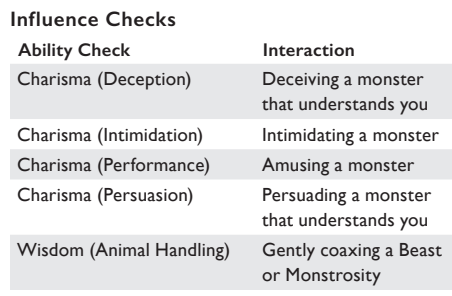 Influence Checks
Ability Check Interaction
Charisma (Deception) Deceiving a monster
that understands you
Charisma (Intimidation) Intimidating a monster
Charisma (Performance) Amusing a monster
Charisma (Persuasion) Persuading a monster
that understands you
Wisdom (Animal Handling) Gently coaxing a Beast
or Monstrosity